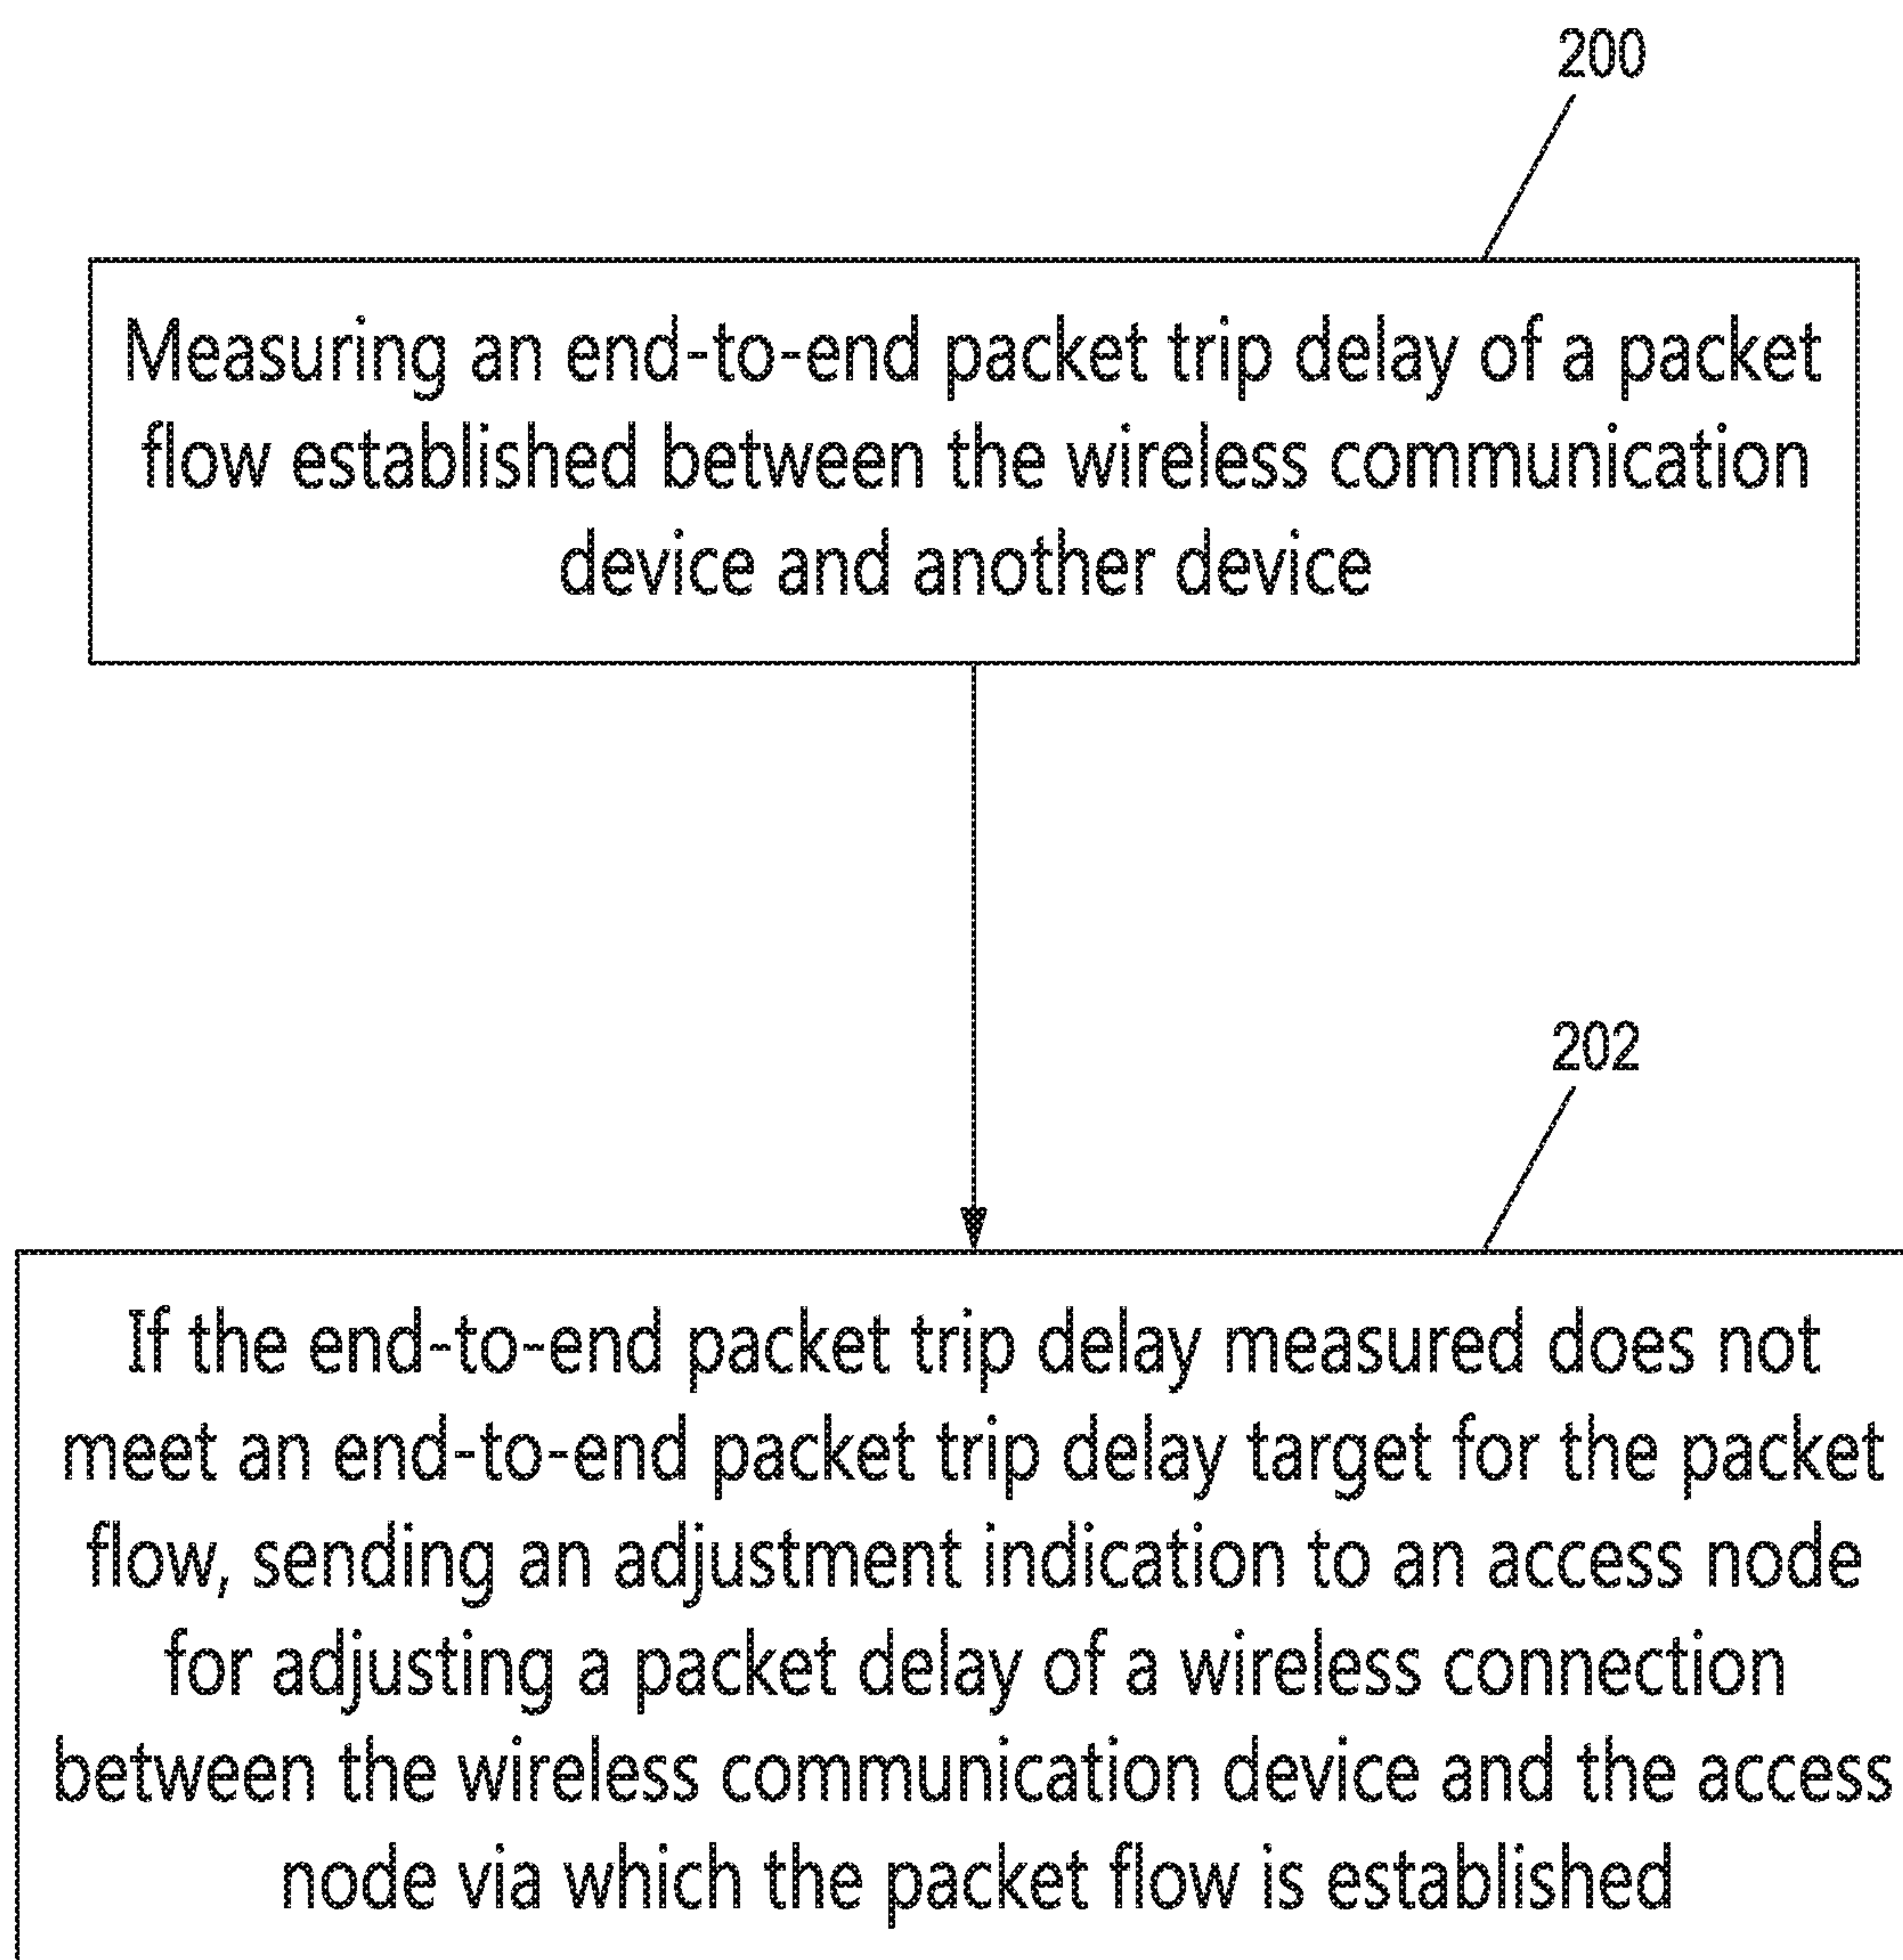 200
Measuring an end-to-end packet trip delay of a packet
flow established between the wireless communication
device and another device
202
If the end-to-end packet trip delay measured does not
meet an end-to-end packet trip delay target for the packet
flow, sending an adjustment indication to an access node
for adjusting a packet delay of a wireless connection
between the wireless communication device and the access
node via which the packet flow is established